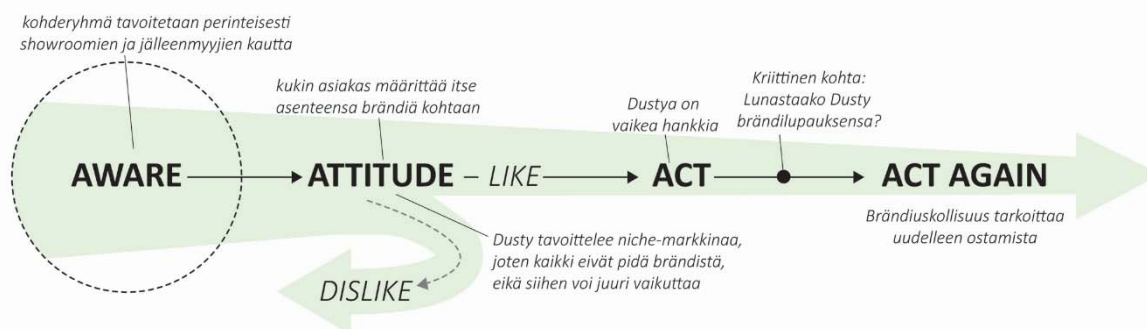 kohderyhmä tavoitetaan perinteisesti
showroomien ja jälleenmyyjien kautta
kukin asiakas määrittää itse
asenteensa brändiä kohtaan
Dustya on
vaikea hankkia
Kriittinen kohta:
Lunastaako Dusty
brändilupauksensa?
AWARE
ATTITUDE – LIKE
ACT
ACT AGAIN
Brändiuskollisuus tarkoittaa
uudelleen ostamista
Dusty tavoittelee niche-markkinaa,
joten kaikki eivät pidä brändistä,
eikä siihen voi juuri vaikuttaa
DISLIKE